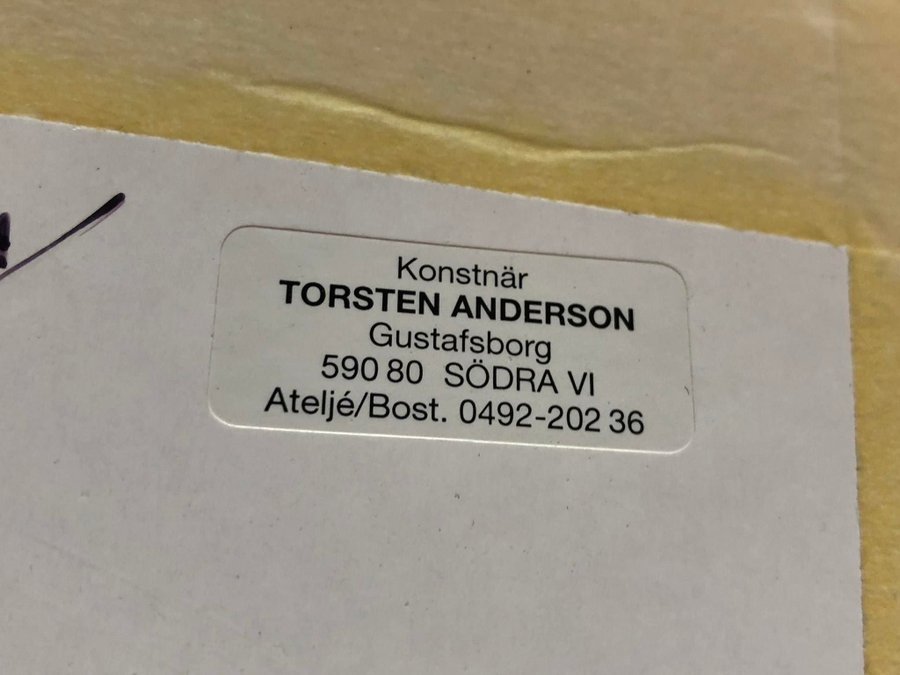 Konstnär
TORSTEN ANDERSON
Gustafsborg
590 80 SÖDRA VI
Ateljé/Bost. 0492-202 36